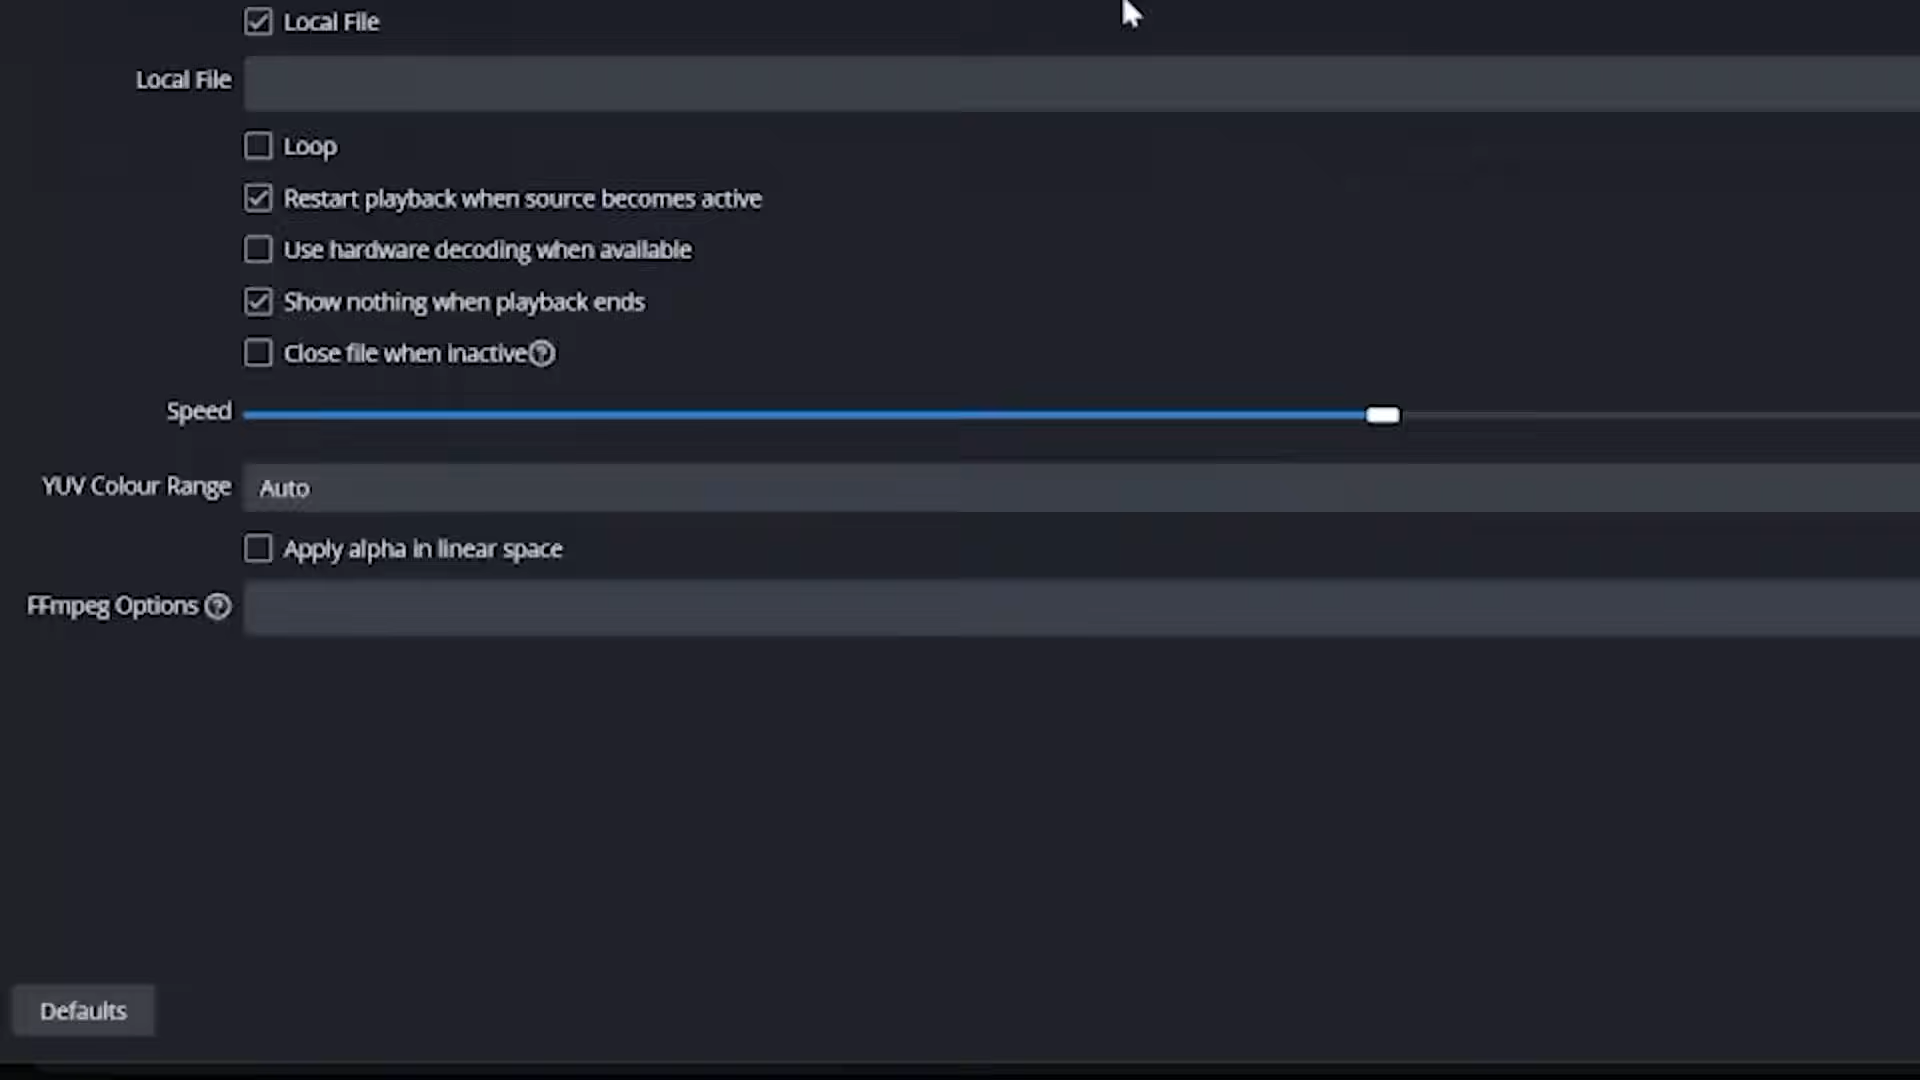 Local File
Local File
Loop
Restart playback when source becomes active
Use hardware decoding when available
Show nothing when playback ends
Close file when inactive
Speed
YUV Colour Range Auto
Apply alpha in linear space
FFmpeg Options
Defaults